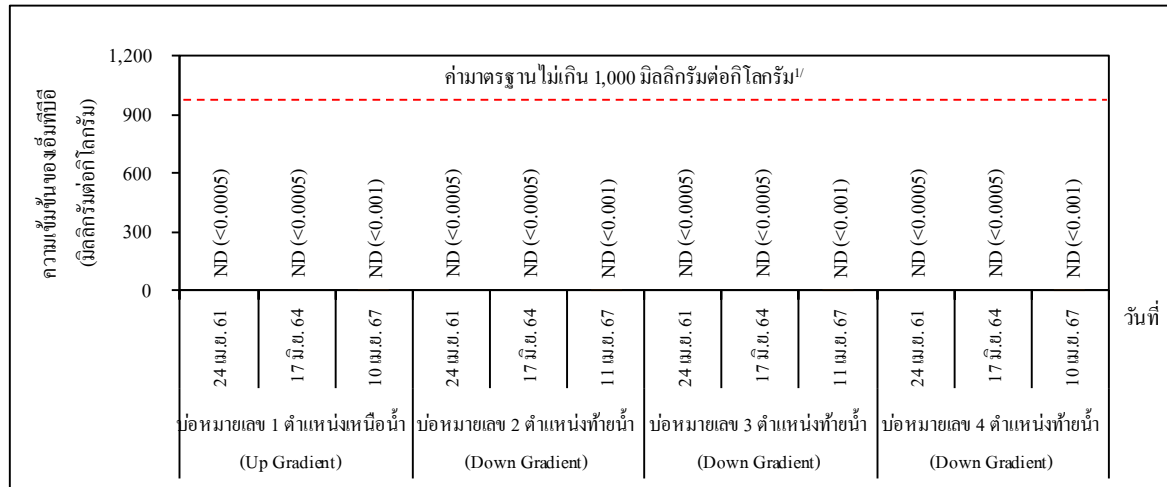 ความเข้มข้นของเอ็มทีบีอี
(มิลลิกรัมต่อกิโลกรัม)
1,200
900
600
300
0
ค่ามาตรฐานไม่เกิน 1,000 มิลลิกรัมต่อกิโลกรัม1/
ND (<0.0005)
ND (<0.0005)
ND (<0.001)
ND (<0.0005)
ND (<0.0005)
ND (<0.001)
ND (<0.0005)
ND (<0.0005)
ND (<0.001)
ND (<0.0005)
ND (<0.0005)
ND (<0.001)
24 เม.ย. 61
17 มิ.ย. 64
10 เม.ย. 67
24 เม.ย. 61
17 มิ.ย. 64
11 เม.ย. 67
24 เม.ย. 61
17 มิ.ย. 64
11 เม.ย. 67
24 เม.ย. 61
17 มิ.ย. 64
10 เม.ย. 67
วันที่
บ่อหมายเลข 1 ตำแหน่งเหนือน้ำ
(Up Gradient)
บ่อหมายเลข 2 ตำแหน่งท้ายน้ำ
(Down Gradient)
บ่อหมายเลข 3 ตำแหน่งท้ายน้ำ
(Down Gradient)
บ่อหมายเลข 4 ตำแหน่งท้ายน้ำ
(Down Gradient)